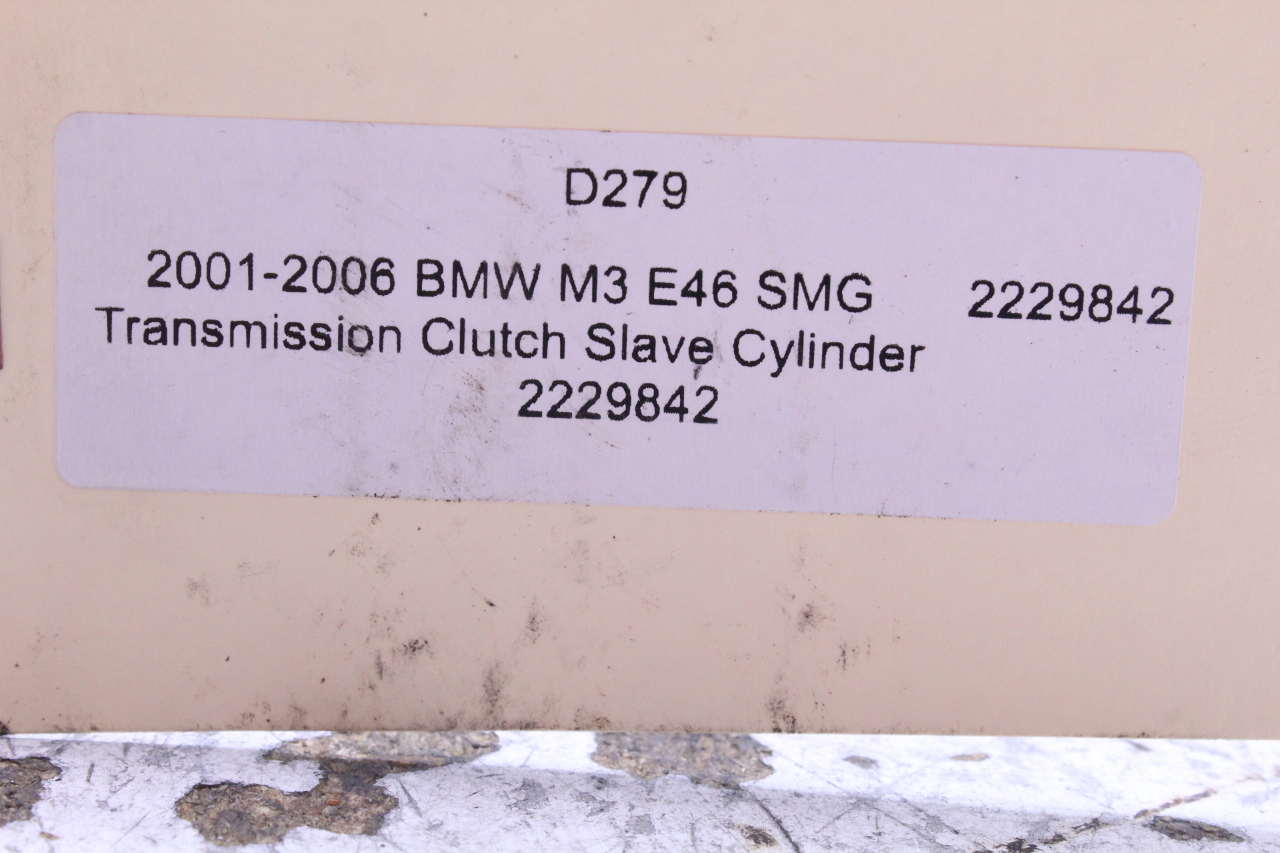 D279
2001-2006 BMW M3 E46 SMG 2229842
Transmission Clutch Slave Cylinder
2229842